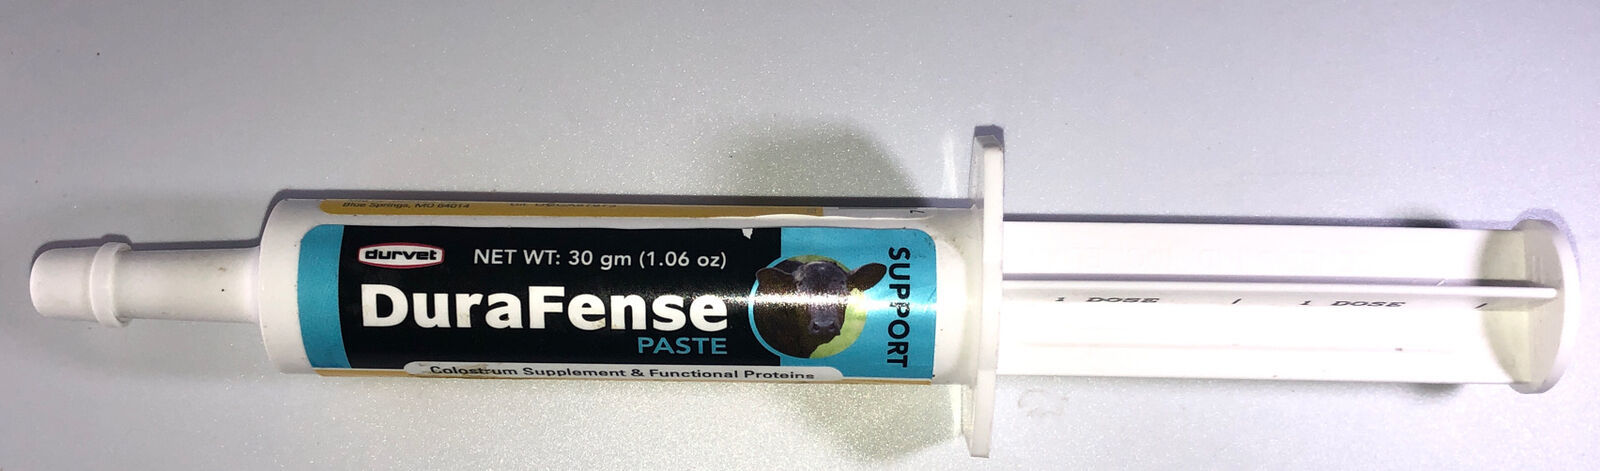 Blue Springs, MO 64014
durvet
NET WT: 30 gm (1.06 oz)
DuraFense
PASTE
Colostrum Supplement & Functional Proteins
SUPPORT
1 DOSE / 1 DOSE /